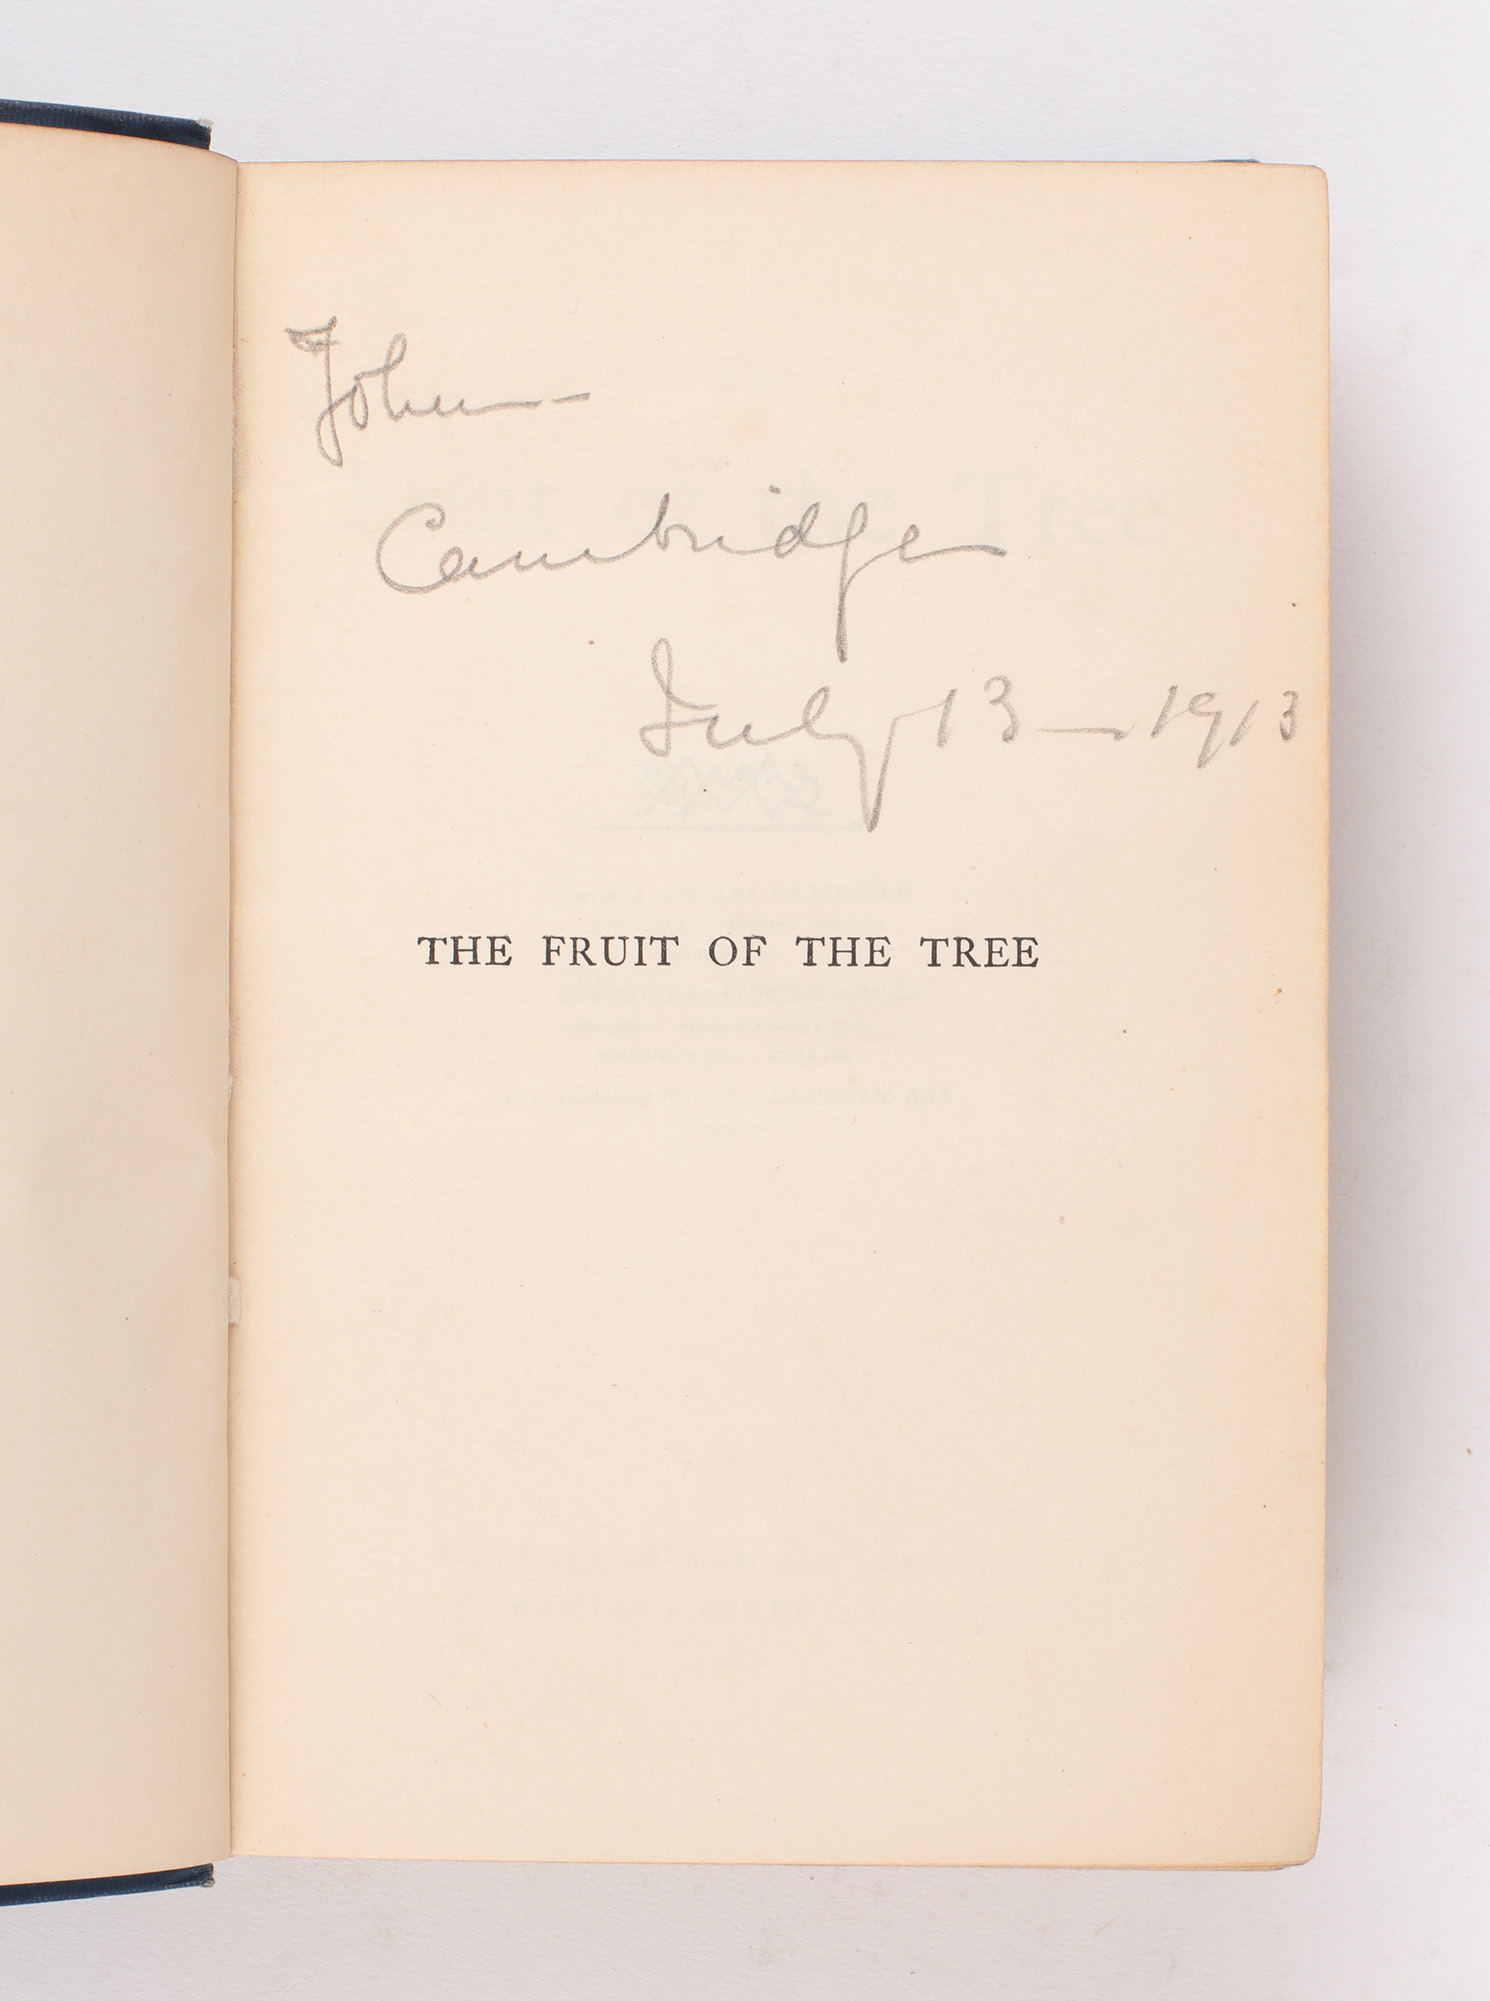 John —
Cambridge
July 13 — 1913
THE FRUIT OF THE TREE